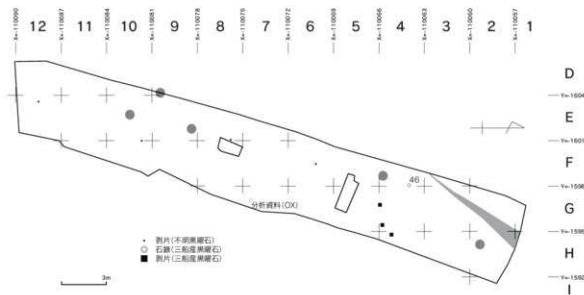 X=-110090
X=-110087
X=-110084
X=-110081
X=-110078
X=-110075
X=-110072
X=-110069
X=-110066
X=-110063
X=-110060
X=-110057
12 11 10 9 8 7 6 5 4 3 2 1
D
Y=-1604
E
Y=-1601
F
46
Y=-1598
分析資料(OX)
G
Y=-1595
剥片(不明黒曜石)
石鏃(三船産黒曜石)
剥片(三船産黒曜石)
H
3m
Y=-1592
I